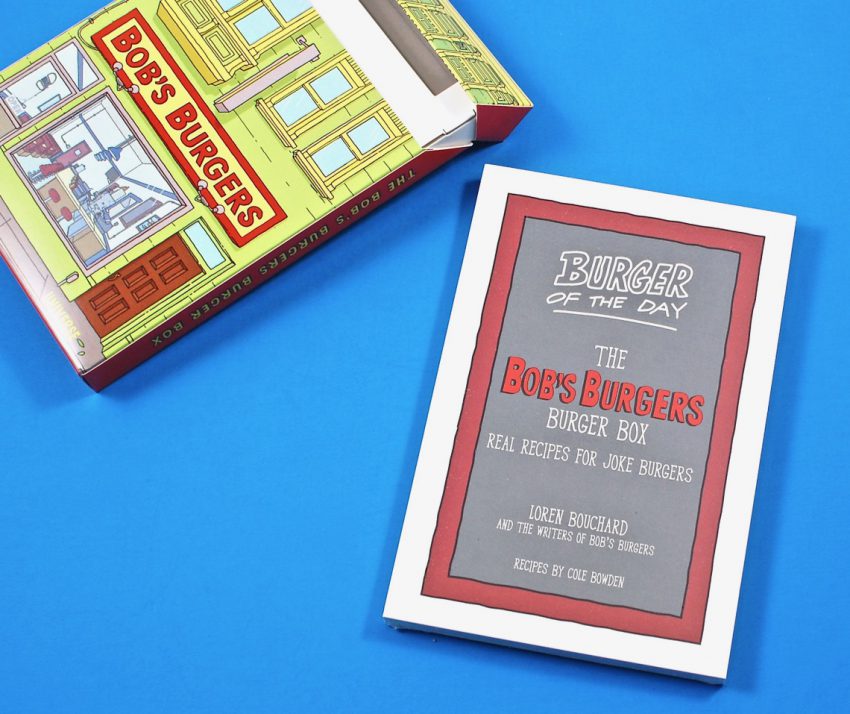 BOB'S BURGERS
THE BOB'S BURGERS BURGER BOX
UNIVERSE
BURGER
OF THE DAY
THE
BOB'S BURGERS
BURGER BOX
REAL RECIPES FOR JOKE BURGERS
LOREN BOUCHARD
AND THE WRITERS OF BOB'S BURGERS
RECIPES BY COLE BOWDEN